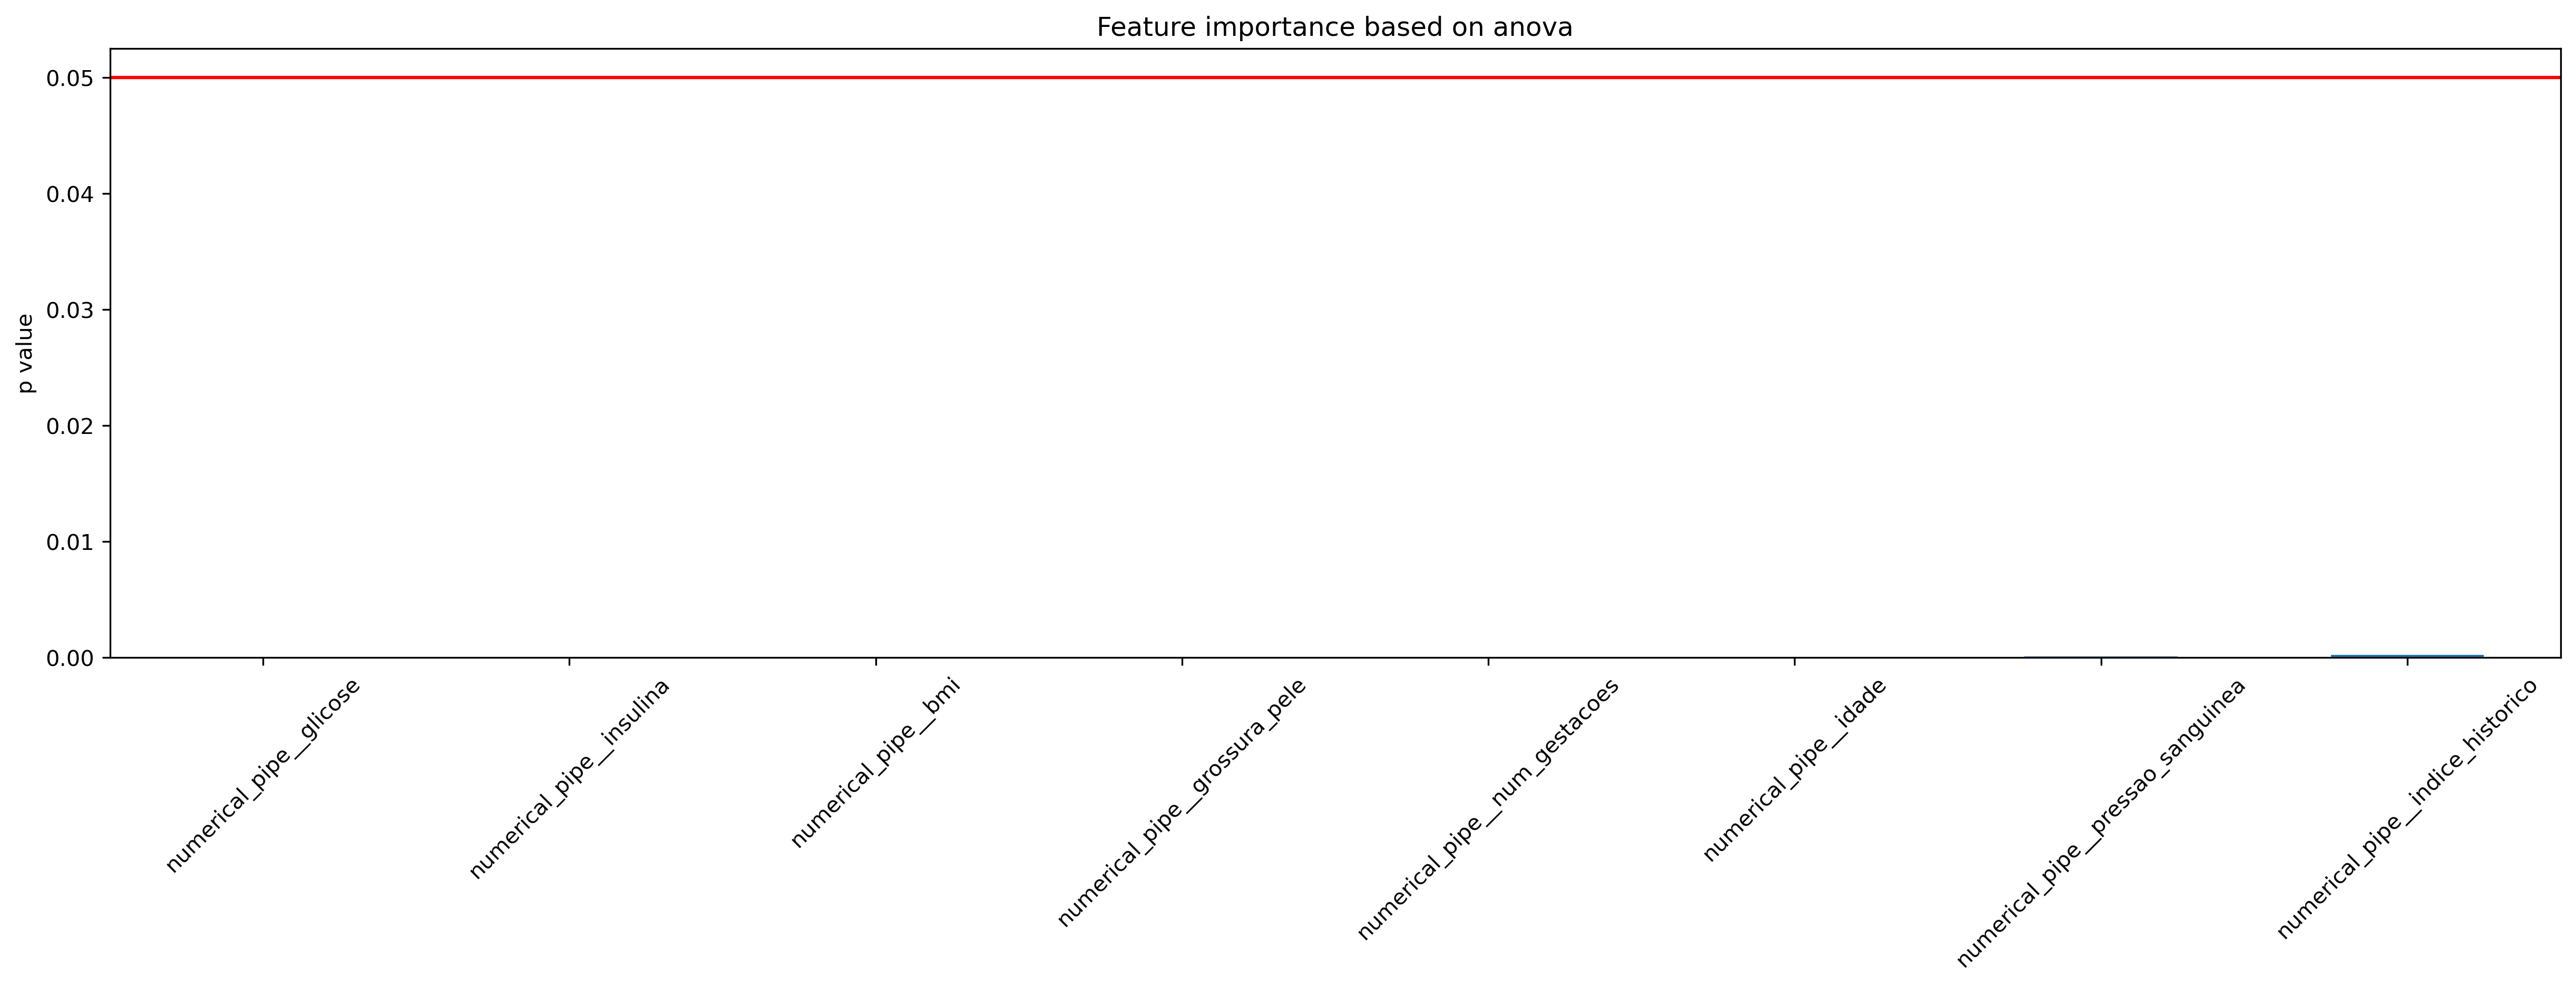 Feature importance based on anova
p value
0.05
0.04
0.03
0.02
0.01
0.00
numerical_pipe__glicose
numerical_pipe__insulina
numerical_pipe__bmi
numerical_pipe__grossura_pele
numerical_pipe__num_gestacoes
numerical_pipe__idade
numerical_pipe__pressao_sanguinea
numerical_pipe__indice_historico